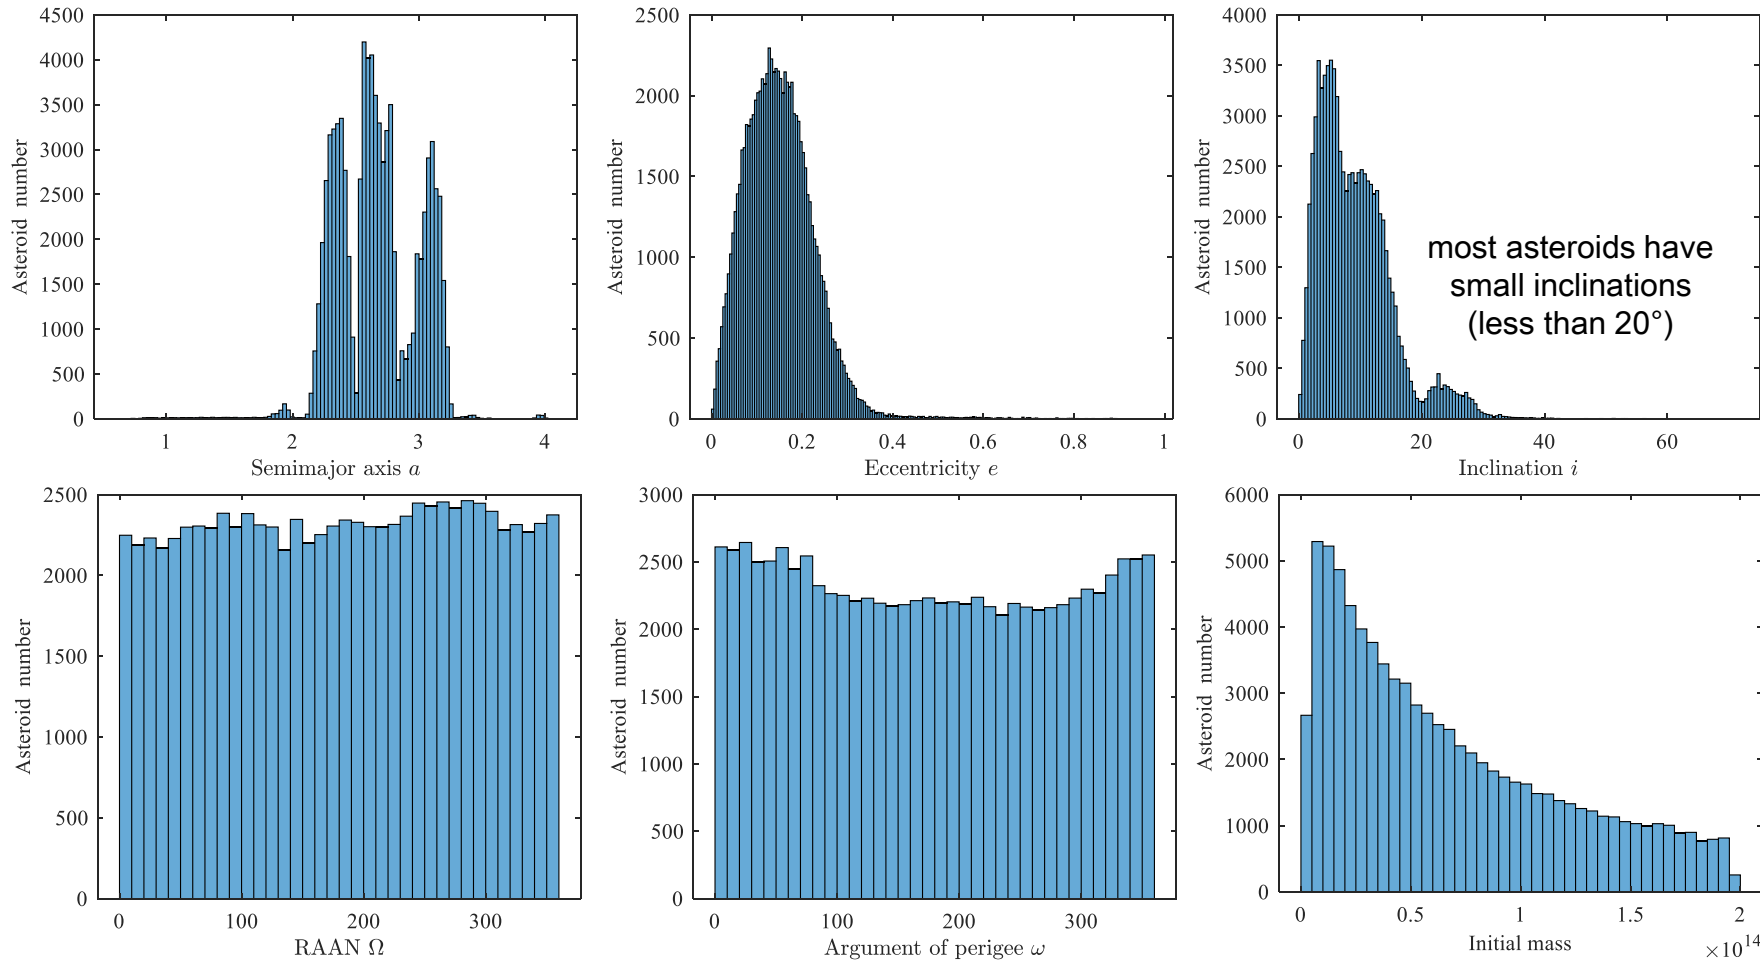 4500
4000
3500
3000
2500
2000
1500
1000
500
0
Asteroid number
1 2 3 4
Semimajor axis a
2500
2000
1500
1000
500
0
Asteroid number
0 0.2 0.4 0.6 0.8 1
Eccentricity e
4000
3500
3000
2500
2000
1500
1000
500
0
Asteroid number
most asteroids have
small inclinations
(less than 20°)
0 20 40 60
Inclination i
2500
2000
1500
1000
500
0
Asteroid number
0 100 200 300
RAAN Ω
3000
2500
2000
1500
1000
500
0
Asteroid number
0 100 200 300
Argument of perigee ω
6000
5000
4000
3000
2000
1000
0
Asteroid number
0 0.5 1 1.5 2
Initial mass
×10¹⁴